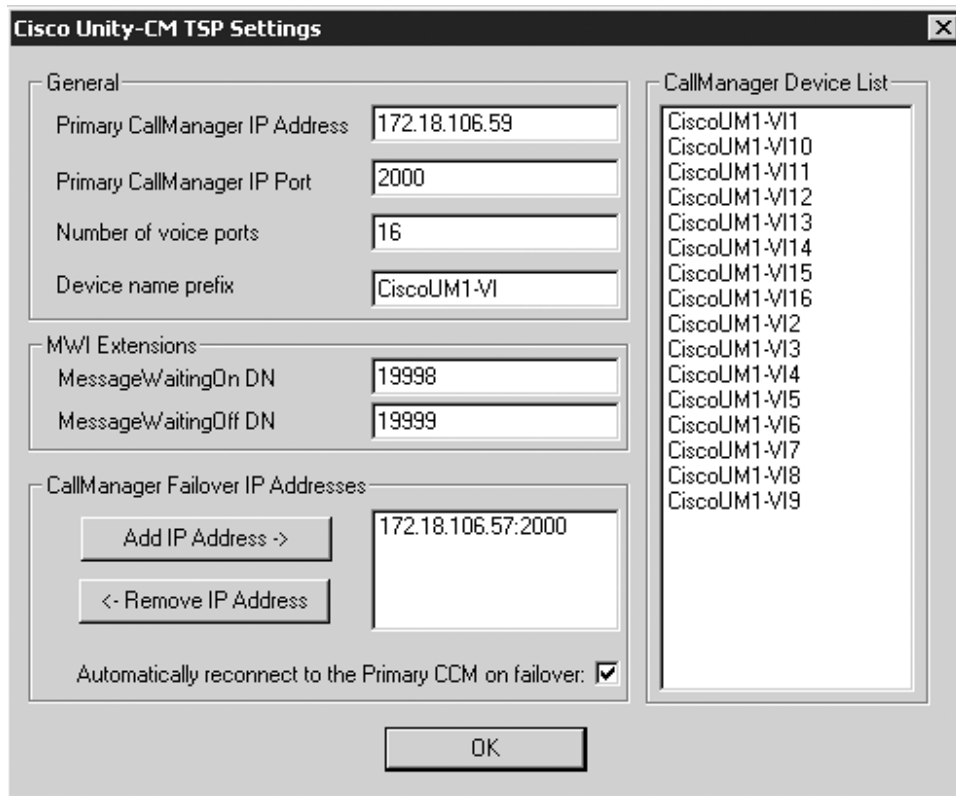 Cisco Unity-CM TSP Settings
General
Primary CallManager IP Address
172.18.106.59
Primary CallManager IP Port
2000
Number of voice ports
16
Device name prefix
CiscoUM1-VI
MWI Extensions
MessageWaitingOn DN
19998
MessageWaitingOff DN
19999
CallManager Failover IP Addresses
Add IP Address ->
<- Remove IP Address
172.18.106.57:2000
Automatically reconnect to the Primary CCM on failover:
CallManager Device List
CiscoUM1-VI1
CiscoUM1-VI10
CiscoUM1-VI11
CiscoUM1-VI12
CiscoUM1-VI13
CiscoUM1-VI14
CiscoUM1-VI15
CiscoUM1-VI16
CiscoUM1-VI2
CiscoUM1-VI3
CiscoUM1-VI4
CiscoUM1-VI5
CiscoUM1-VI6
CiscoUM1-VI7
CiscoUM1-VI8
CiscoUM1-VI9
OK